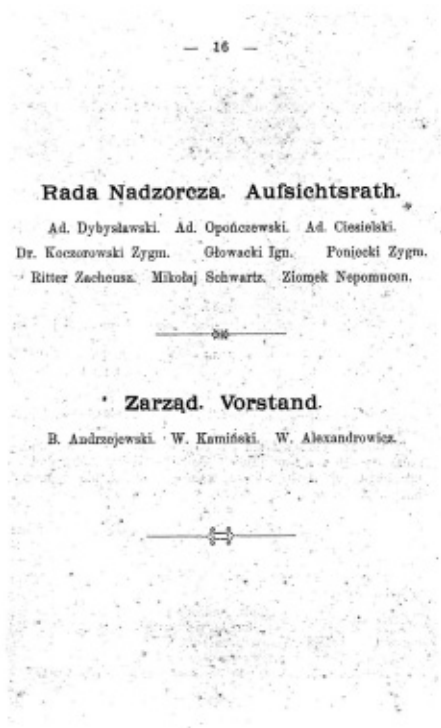 — 16 —
Rada Nadzorcza. Aufsichtsrath.
Ad. Dybysławski. Ad. Opończewski. Ad. Ciesielski.
Dr. Koczorowski Zygm. Głowacki Ign. Poniecki Zygm.
Ritter Zacheusz. Mikołaj Schwartz. Ziomek Nepomucen.
Zarząd. Vorstand.
B. Andrzejewski. W. Kamiński. W. Alexandrowicz.